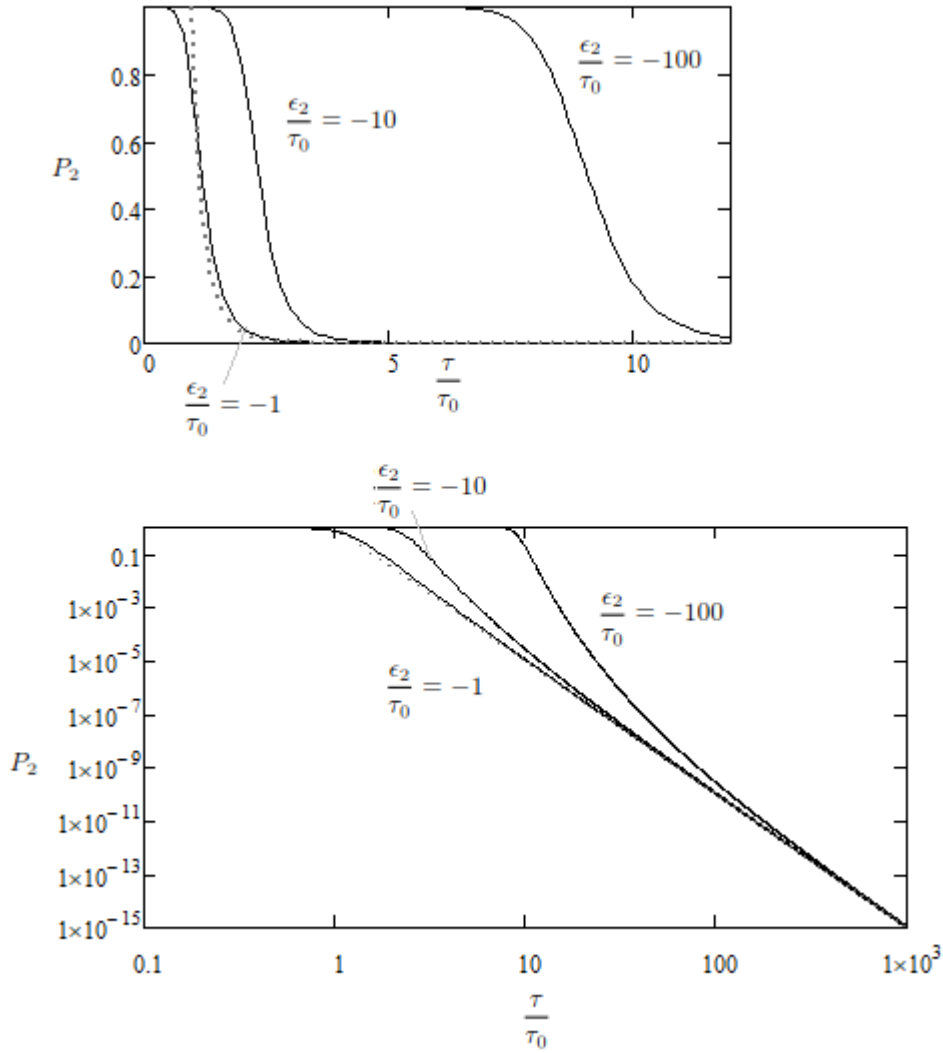 ϵ₂/τ₀ = −100
0.8
ϵ₂/τ₀ = −10
0.6
P₂
0.4
0.2
0
0 5 10
τ/τ₀
ϵ₂/τ₀ = −1
ϵ₂/τ₀ = −10
0.1
1×10⁻³
ϵ₂/τ₀ = −100
1×10⁻⁵
ϵ₂/τ₀ = −1
1×10⁻⁷
P₂
1×10⁻⁹
1×10⁻¹¹
1×10⁻¹³
1×10⁻¹⁵
0.1 1 10 100 1×10³
τ/τ₀